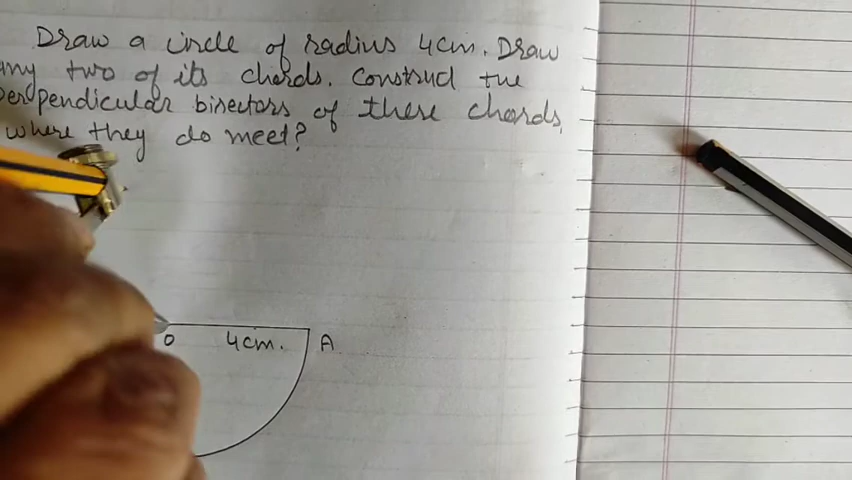 Draw a circle of radius 4cm. Draw
any two of its chords. Construct the
perpendicular bisectors of these chords,
where they do meet?
O 4cm. A